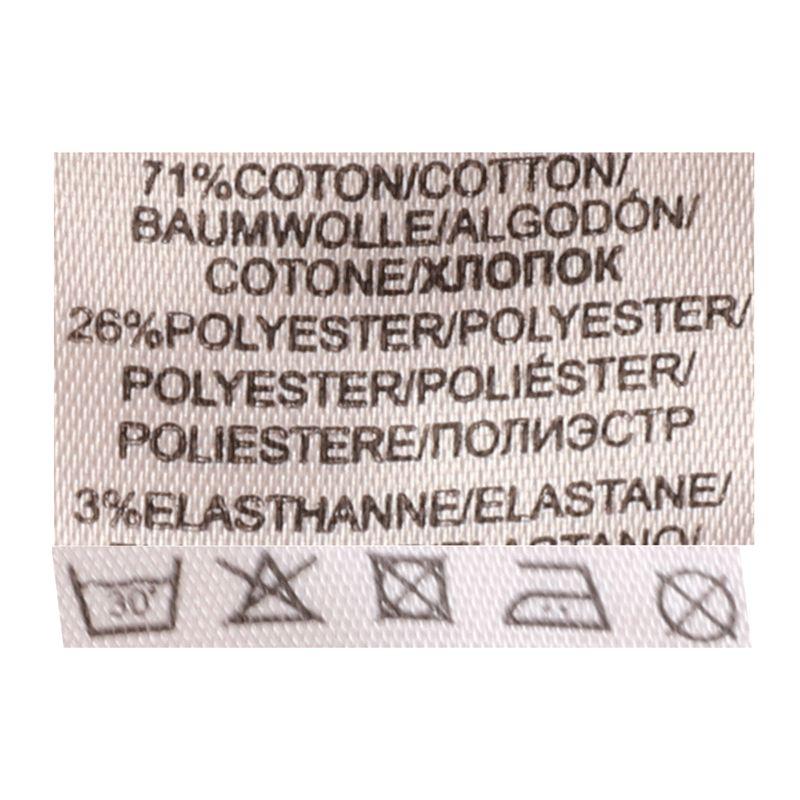 71%COTON/COTTON/
BAUMWOLLE/ALGODÓN/
COTONE/ХЛОПОК
26%POLYESTER/POLYESTER/
POLYESTER/POLIÉSTER/
POLIESTERE/ПОЛИЭСТР
3%ELASTHANNE/ELASTANE/
30°